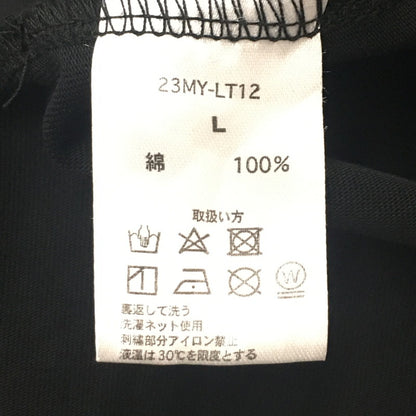 23MY-LT12
L
綿 100%
取扱い方
W
裏返して洗う
洗濯ネット使用
刺繍部分アイロン禁止
液温は30℃を限度とする